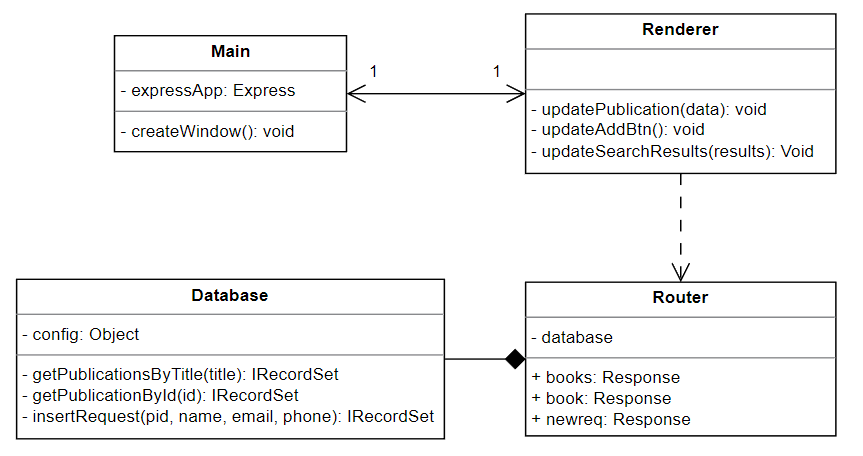 Main
- expressApp: Express
- createWindow(): void
1
1
Renderer
- updatePublication(data): void
- updateAddBtn(): void
- updateSearchResults(results): Void
Database
- config: Object
- getPublicationsByTitle(title): IRecordSet
- getPublicationById(id): IRecordSet
- insertRequest(pid, name, email, phone): IRecordSet
Router
- database
+ books: Response
+ book: Response
+ newreq: Response